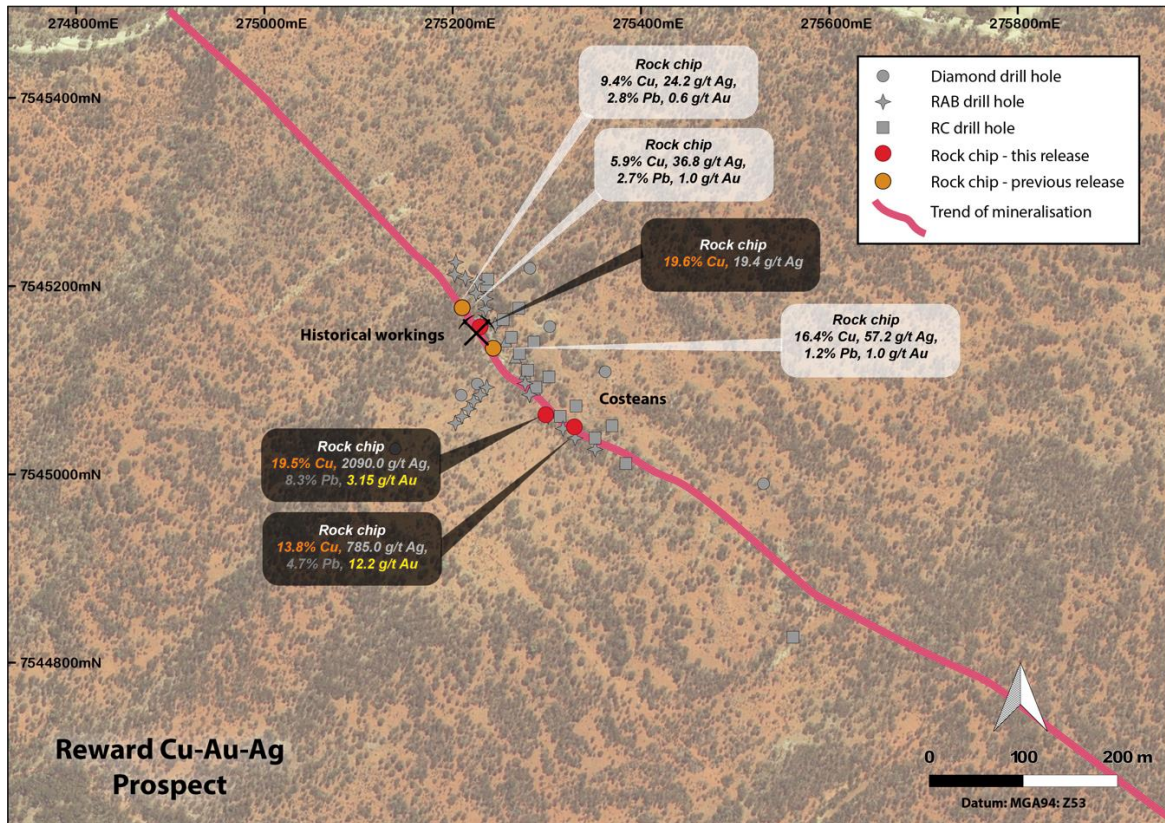 274800mE
275000mE
275200mE
275400mE
275600mE
275800mE
7545400mN
7545200mN
7545000mN
7544800mN
Rock chip
9.4% Cu, 24.2 g/t Ag,
2.8% Pb, 0.6 g/t Au
Rock chip
5.9% Cu, 36.8 g/t Ag,
2.7% Pb, 1.0 g/t Au
Rock chip
19.6% Cu, 19.4 g/t Ag
Rock chip
16.4% Cu, 57.2 g/t Ag,
1.2% Pb, 1.0 g/t Au
Historical workings
Costeans
Rock chip
19.5% Cu, 2090.0 g/t Ag,
8.3% Pb, 3.15 g/t Au
Rock chip
13.8% Cu, 785.0 g/t Ag,
4.7% Pb, 12.2 g/t Au
Diamond drill hole
RAB drill hole
RC drill hole
Rock chip - this release
Rock chip - previous release
Trend of mineralisation
Reward Cu-Au-Ag
Prospect
0 100 200 m
Datum: MGA94: Z53